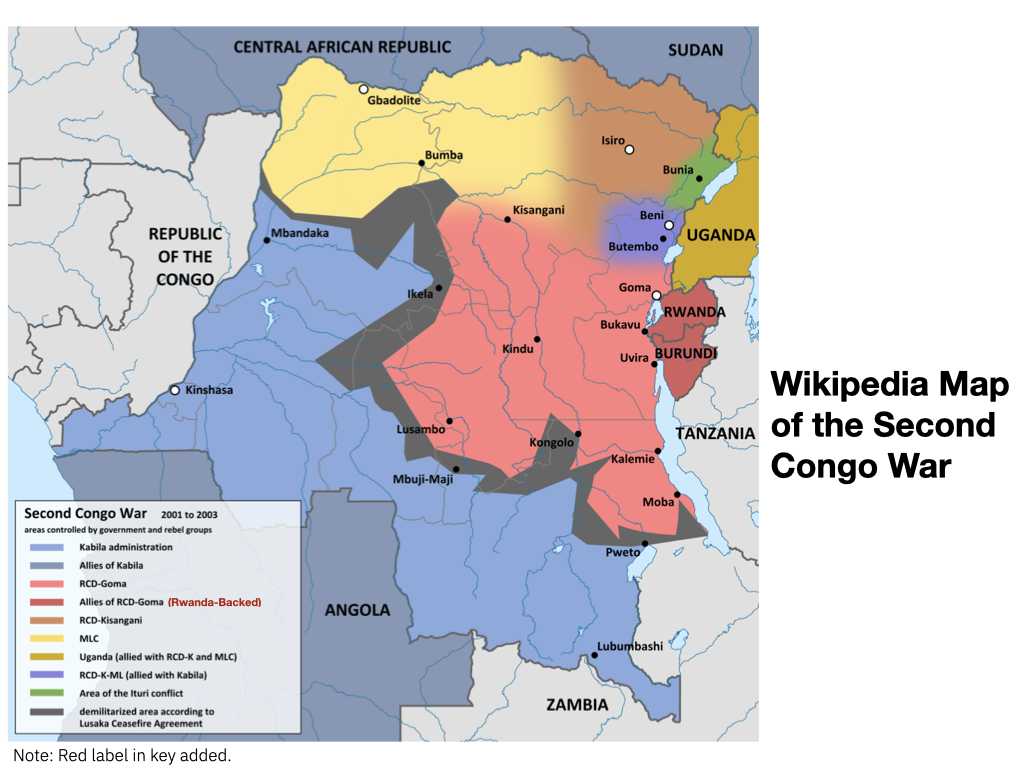 CENTRAL AFRICAN REPUBLIC
SUDAN
Gbadolite
Isiro
Bumba
Bunia
Kisangani
Beni
REPUBLIC
OF THE
CONGO
Mbandaka
UGANDA
Butembo
Ikela
Goma
RWANDA
Bukavu
Kindu
Uvira
BURUNDI
Kinshasa
Wikipedia Map
of the Second
Congo War
Lusambo
TANZANIA
Kongolo
Kalemie
Mbuji-Maji
Moba
Pweto
Second Congo War 2001 to 2003
areas controlled by government and rebel groups
Kabila administration
Allies of Kabila
RCD-Goma
Allies of RCD-Goma (Rwanda-Backed)
RCD-Kisangani
MLC
Uganda (allied with RCD-K and MLC)
RCD-K-ML (allied with Kabila)
Area of the Ituri conflict
demilitarized area according to
Lusaka Ceasefire Agreement
ANGOLA
Lubumbashi
ZAMBIA
Note: Red label in key added.